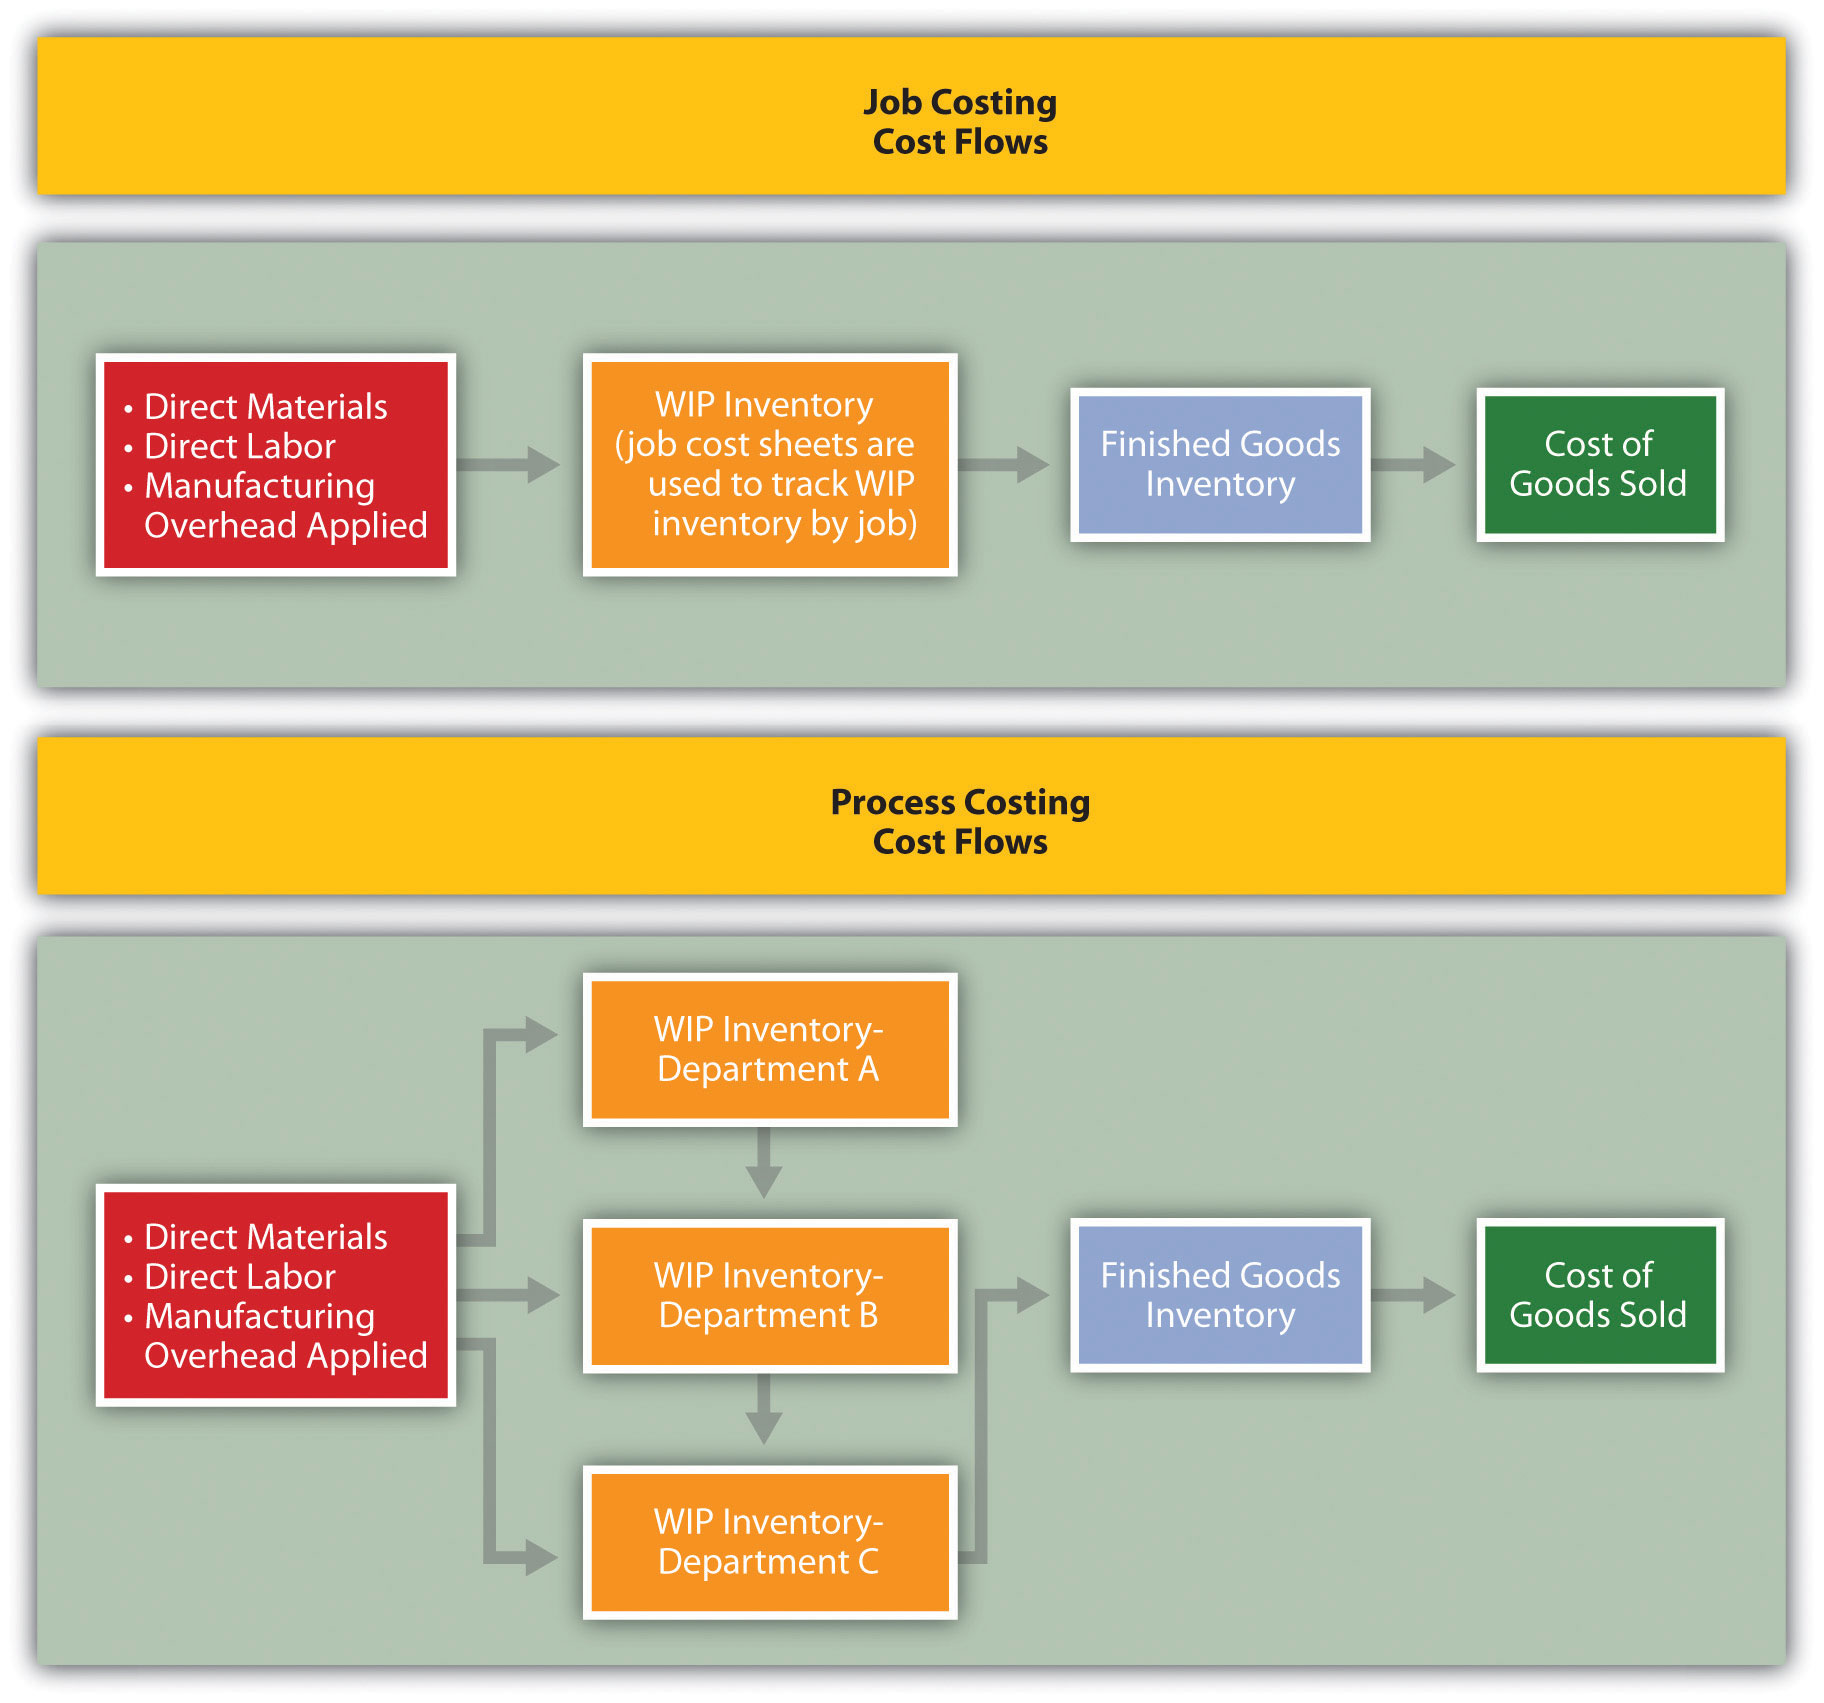 Job Costing
Cost Flows
• Direct Materials
• Direct Labor
• Manufacturing
Overhead Applied
WIP Inventory
(job cost sheets are
used to track WIP
inventory by job)
Finished Goods
Inventory
Cost of
Goods Sold
Process Costing
Cost Flows
WIP Inventory-
Department A
• Direct Materials
• Direct Labor
• Manufacturing
Overhead Applied
WIP Inventory-
Department B
Finished Goods
Inventory
Cost of
Goods Sold
WIP Inventory-
Department C